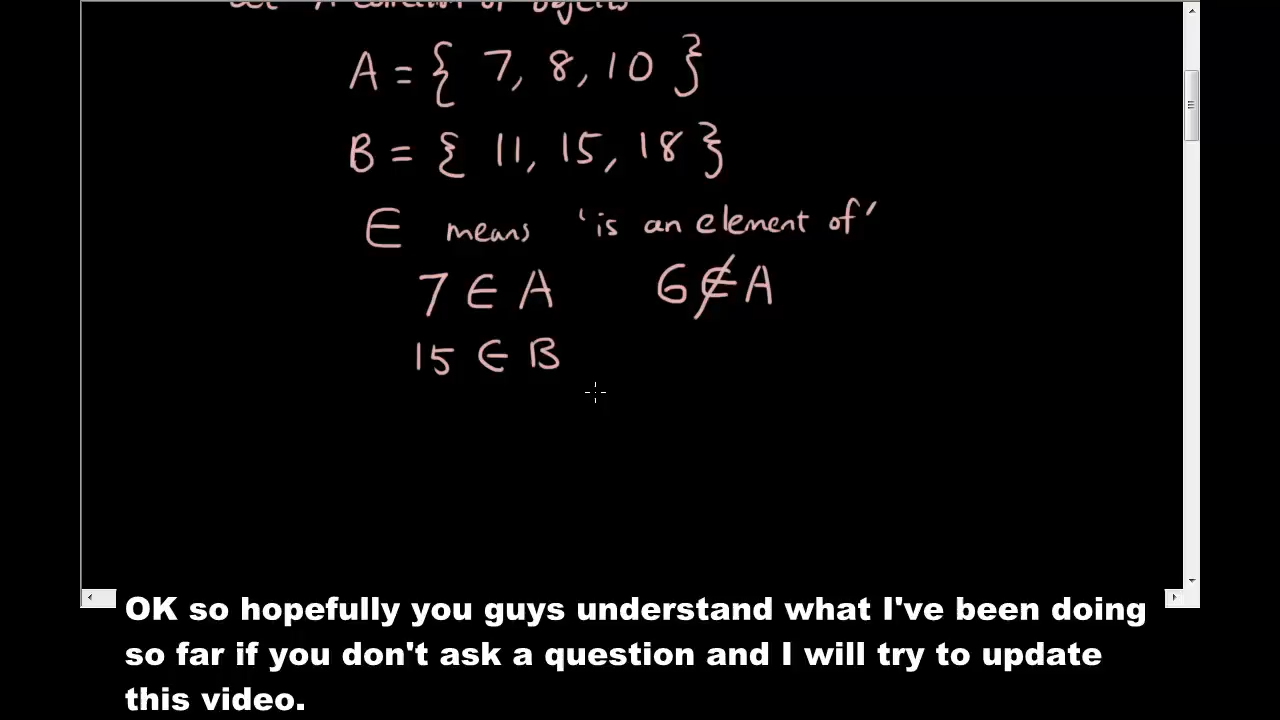 A = { 7, 8, 10 }
B = { 11, 15, 18 }
∈ means 'is an element of'
7 ∈ A 6 ∉ A
15 ∈ B
OK so hopefully you guys understand what I've been doing
so far if you don't ask a question and I will try to update
this video.